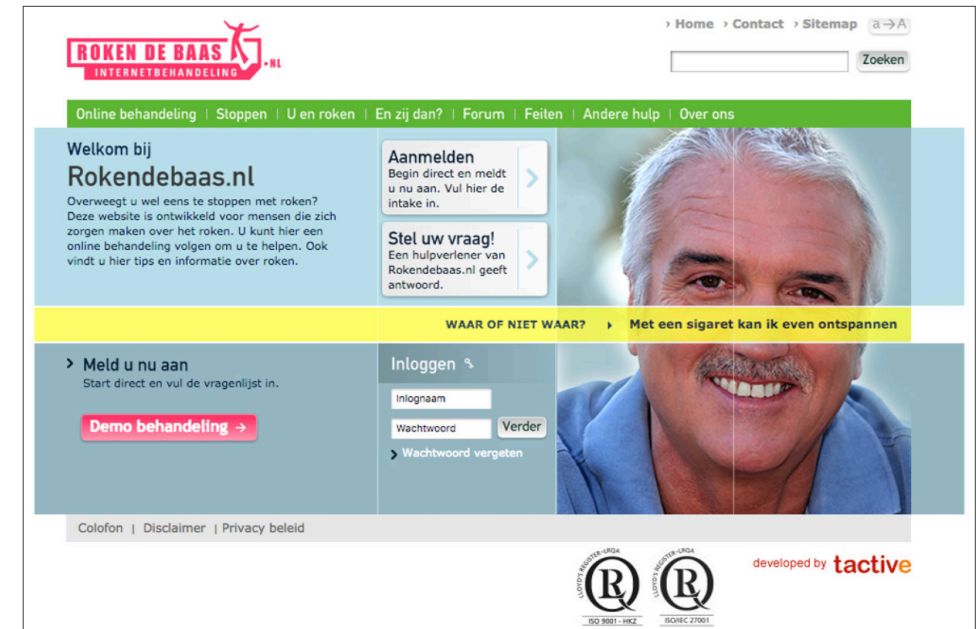 › Home › Contact › Sitemap a→A
ROKEN DE BAAS .NL
INTERNETBEHANDELING
Zoeken
Online behandeling | Stoppen | U en roken | En zij dan? | Forum | Feiten | Andere hulp | Over ons
Welkom bij
Rokendebaas.nl
Overweegt u wel eens te stoppen met roken?
Deze website is ontwikkeld voor mensen die zich
zorgen maken over het roken. U kunt hier een
online behandeling volgen om u te helpen. Ook
vindt u hier tips en informatie over roken.
Aanmelden
Begin direct en meldt
u nu aan. Vul hier de
intake in.
Stel uw vraag!
Een hulpverlener van
Rokendebaas.nl geeft
antwoord.
WAAR OF NIET WAAR? Met een sigaret kan ik even ontspannen
Meld u nu aan
Start direct en vul de vragenlijst in.
Demo behandeling →
Inloggen
Inlognaam
Wachtwoord Verder
Wachtwoord vergeten
Colofon | Disclaimer | Privacy beleid
LLOYD'S REGISTER-LRQA
R
ISO 9001 - HKZ
LLOYD'S REGISTER-LRQA
R
ISO/IEC 27001
developed by tactive